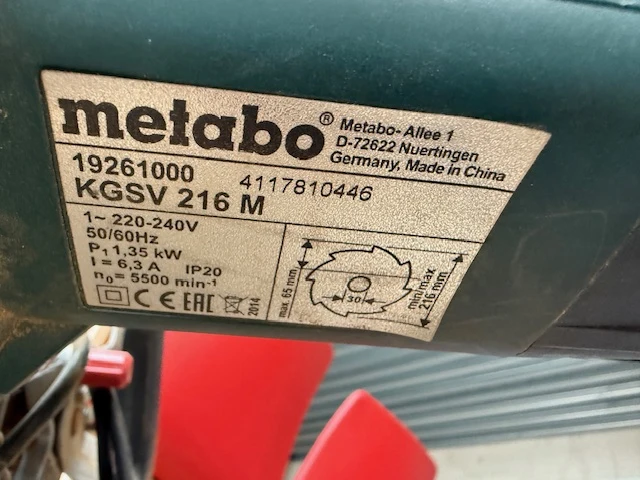 metabo®
Metabo-Allee 1
D-72622 Nuertingen
Germany, Made in China
19261000
4117810446
KGSV 216 M
1~ 220-240V
50/60Hz
P1 1,35 kW
I = 6,3 A IP20
n0= 5500 min-1
CE EAC 2014
max. 65 mm
30
min/max
216 mm